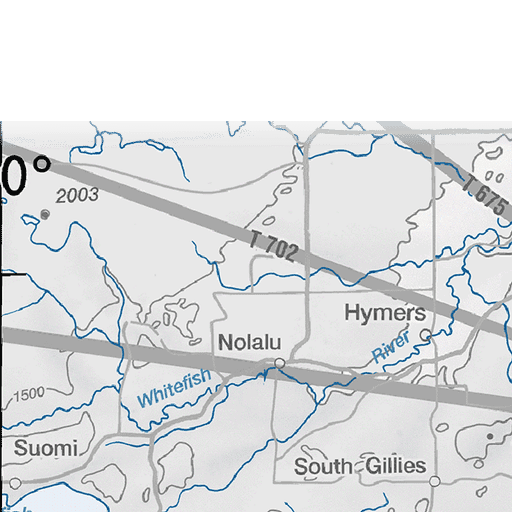 0°
2003
T 675
T 702
Hymers
Nolalu
River
Whitefish
1500
Suomi
South Gillies